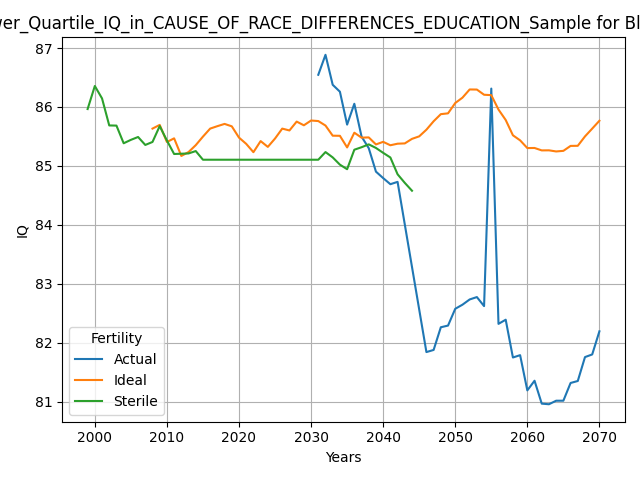 wer_Quartile_IQ_in_CAUSE_OF_RACE_DIFFERENCES_EDUCATION_Sample for Bl
87
86
85
84
83
82
81
IQ
Fertility
Actual
Ideal
Sterile
2000 2010 2020 2030 2040 2050 2060 2070
Years